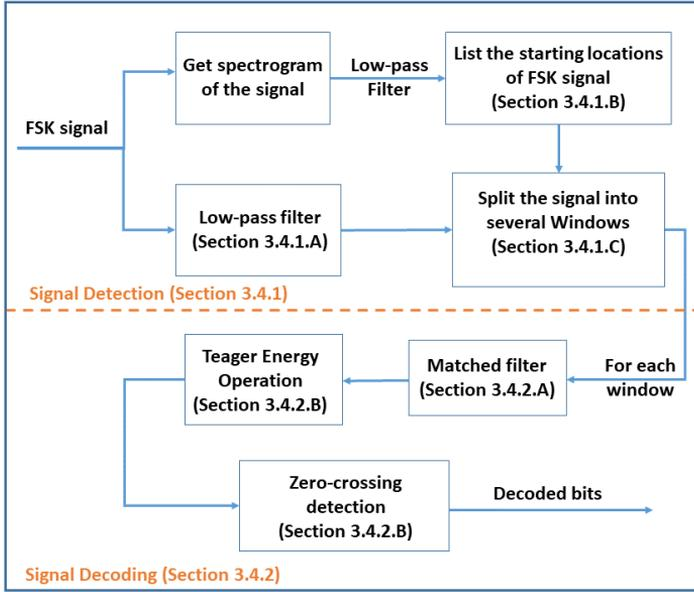 Get spectrogram
of the signal
Low-pass
Filter
List the starting locations
of FSK signal
(Section 3.4.1.B)
FSK signal
Low-pass filter
(Section 3.4.1.A)
Split the signal into
several Windows
(Section 3.4.1.C)
Signal Detection (Section 3.4.1)
For each
window
Matched filter
(Section 3.4.2.A)
Teager Energy
Operation
(Section 3.4.2.B)
Zero-crossing
detection
(Section 3.4.2.B)
Decoded bits
Signal Decoding (Section 3.4.2)